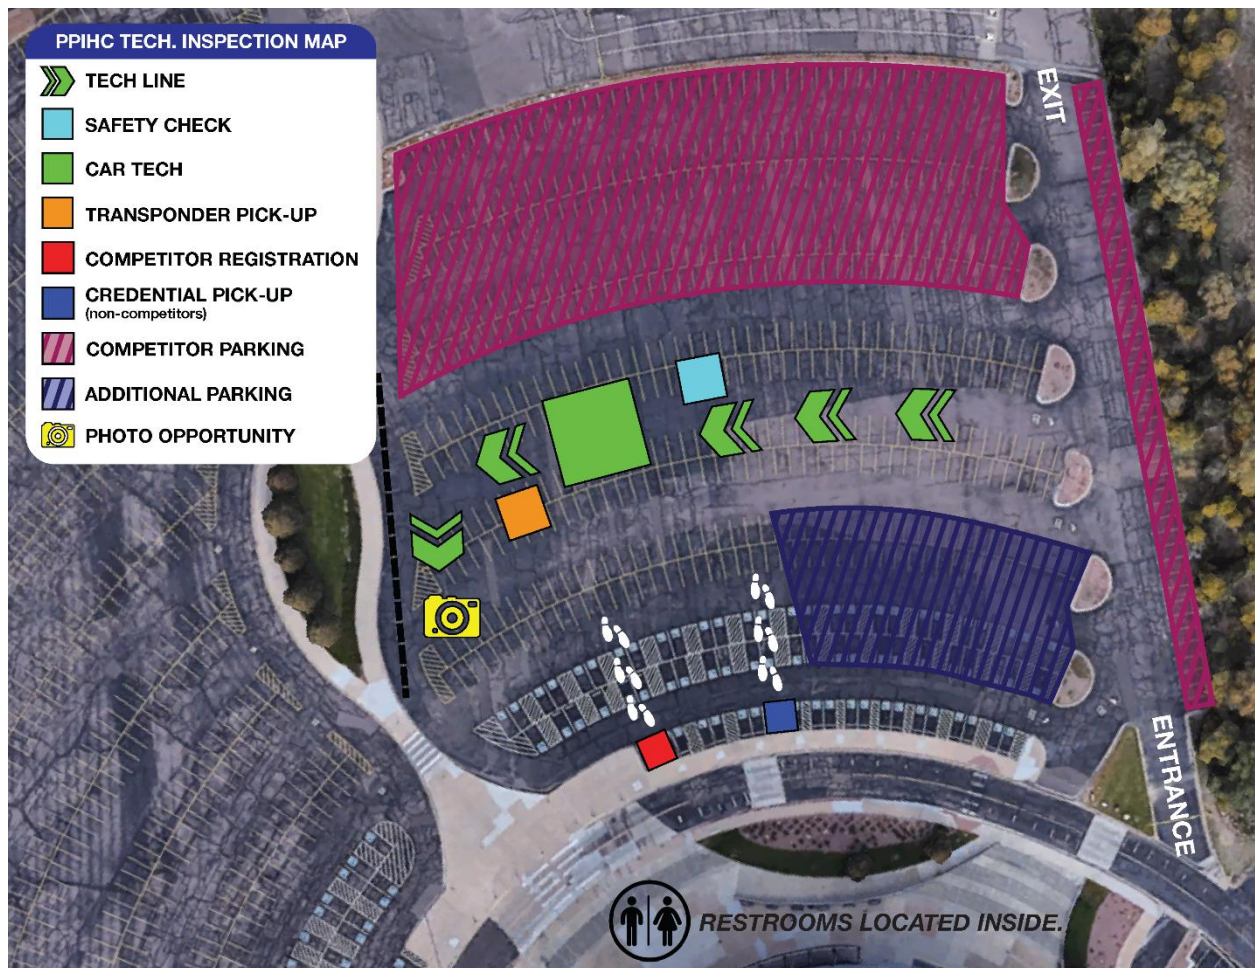 PPIHC TECH. INSPECTION MAP
TECH LINE
SAFETY CHECK
CAR TECH
TRANSPONDER PICK-UP
COMPETITOR REGISTRATION
CREDENTIAL PICK-UP
(non-competitors)
COMPETITOR PARKING
ADDITIONAL PARKING
PHOTO OPPORTUNITY
EXIT
ENTRANCE
RESTROOMS LOCATED INSIDE.